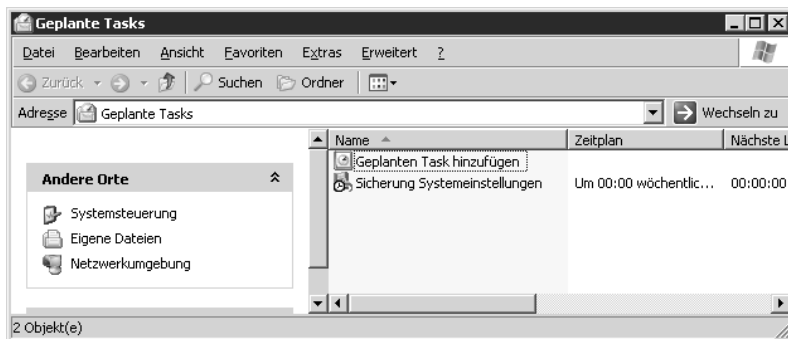 Geplante Tasks
Datei Bearbeiten Ansicht Favoriten Extras Erweitert ?
Zurück Suchen Ordner
Adresse Geplante Tasks Wechseln zu
Name Zeitplan Nächste L
Geplanten Task hinzufügen
Andere Orte
Sicherung Systemeinstellungen Um 00:00 wöchentlic... 00:00:00
Systemsteuerung
Eigene Dateien
Netzwerkumgebung
2 Objekt(e)